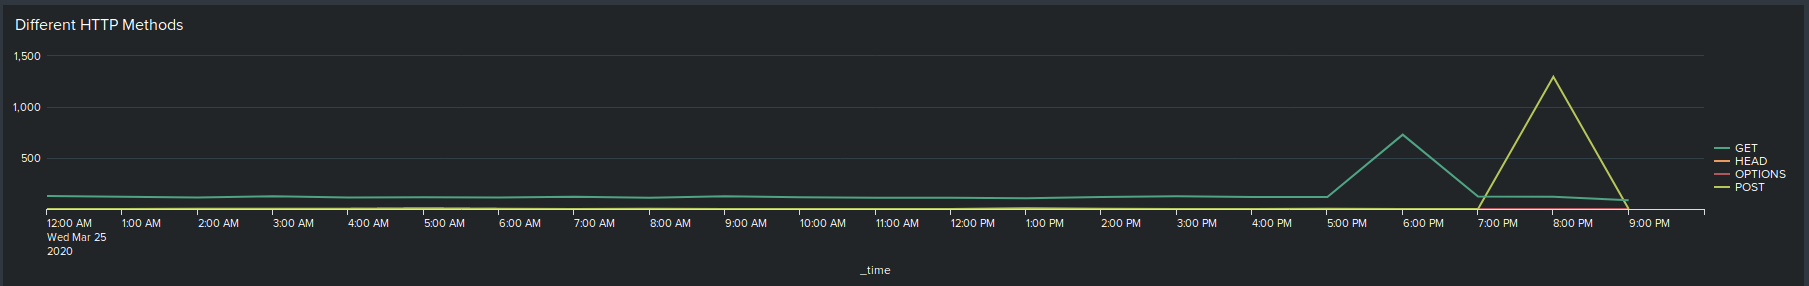 Different HTTP Methods
1,500
1,000
500
12:00 AM 1:00 AM 2:00 AM 3:00 AM 4:00 AM 5:00 AM 6:00 AM 7:00 AM 8:00 AM 9:00 AM 10:00 AM 11:00 AM 12:00 PM 1:00 PM 2:00 PM 3:00 PM 4:00 PM 5:00 PM 6:00 PM 7:00 PM 8:00 PM 9:00 PM
Wed Mar 25
2020
_time
GET
HEAD
OPTIONS
POST